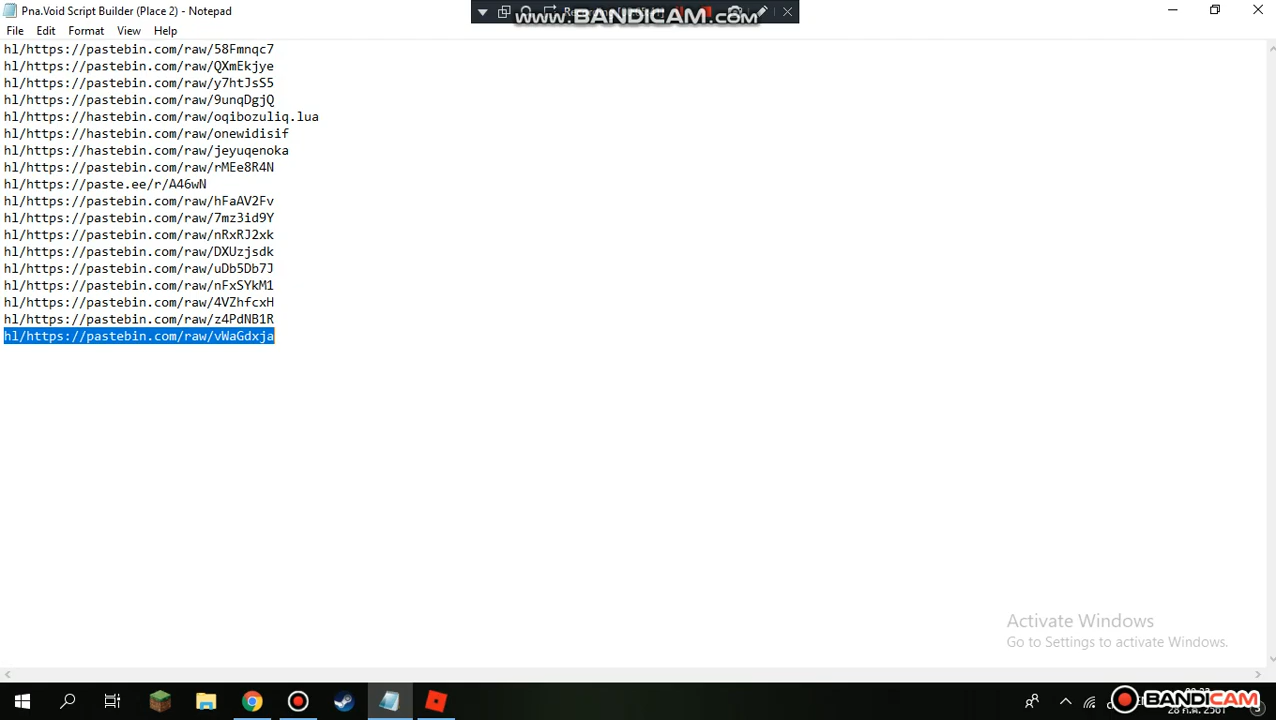 Pna.Void Script Builder (Place 2) - Notepad
www.BANDICAM.com
File Edit Format View Help
hl/https://pastebin.com/raw/58Fmnqc7
hl/https://pastebin.com/raw/QXmEkjye
hl/https://pastebin.com/raw/y7htJsS5
hl/https://pastebin.com/raw/9unqDgjQ
hl/https://hastebin.com/raw/oqibozuliq.lua
hl/https://hastebin.com/raw/onewidisif
hl/https://hastebin.com/raw/jeyuqenoka
hl/https://pastebin.com/raw/rMEe8R4N
hl/https://paste.ee/r/A46wN
hl/https://pastebin.com/raw/hFaAV2Fv
hl/https://pastebin.com/raw/7mz3id9Y
hl/https://pastebin.com/raw/nRxRJ2xk
hl/https://pastebin.com/raw/DXUzjsdk
hl/https://pastebin.com/raw/uDb5Db7J
hl/https://pastebin.com/raw/nFxSYkM1
hl/https://pastebin.com/raw/4VZhfcxH
hl/https://pastebin.com/raw/z4PdNB1R
hl/https://pastebin.com/raw/vWaGdxja
Activate Windows
Go to Settings to activate Windows.
BANDICAM